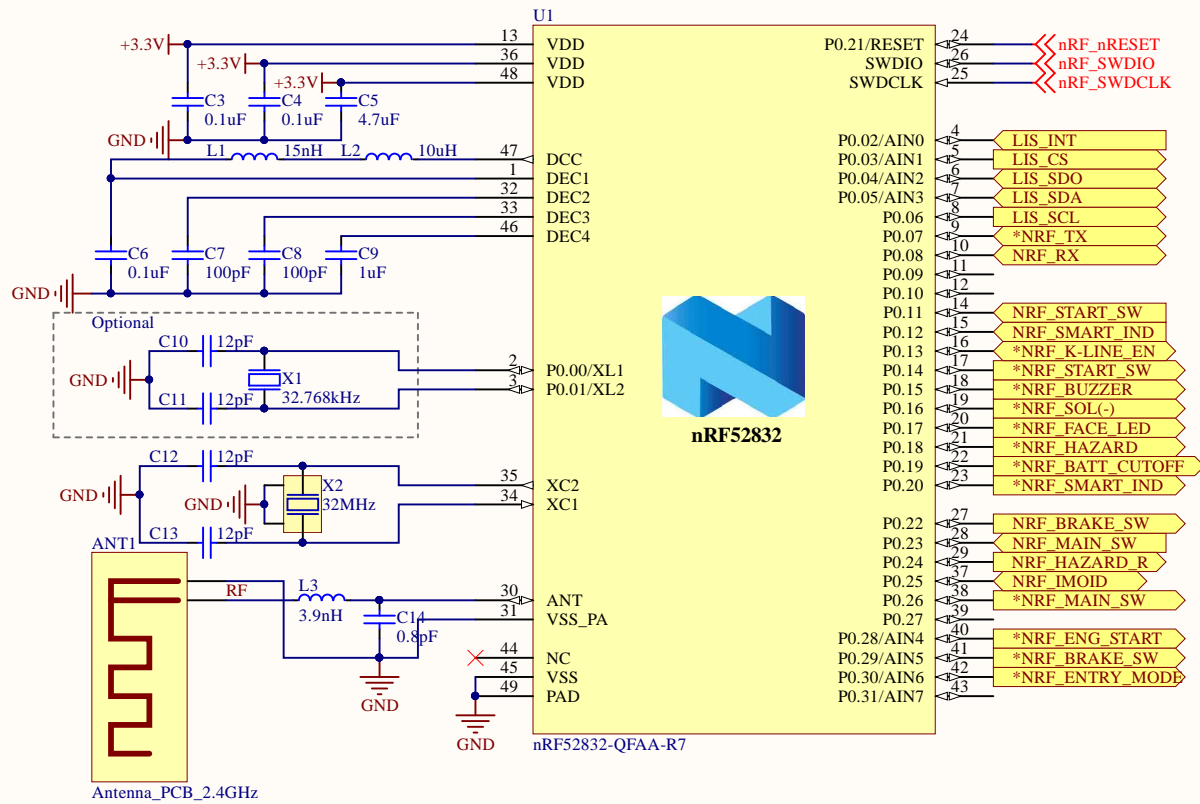 U1
+3.3V
+3.3V
+3.3V
C3
0.1uF
C4
0.1uF
C5
4.7uF
GND
L1
15nH
L2
10uH
C6
0.1uF
C7
100pF
C8
100pF
C9
1uF
GND
Optional
C10
12pF
GND
X1
32.768kHz
C11
12pF
C12
12pF
GND
GND
X2
32MHz
C13
12pF
ANT1
RF
L3
3.9nH
C14
0.8pF
GND
GND
Antenna_PCB_2.4GHz
13 VDD
36 VDD
48 VDD
47 DCC
1 DEC1
32 DEC2
33 DEC3
46 DEC4
2 P0.00/XL1
3 P0.01/XL2
35 XC2
34 XC1
30 ANT
31 VSS_PA
44 NC
45 VSS
49 PAD
nRF52832
nRF52832-QFAA-R7
P0.21/RESET 24 nRF_nRESET
SWDIO 26 nRF_SWDIO
SWDCLK 25 nRF_SWDCLK
P0.02/AIN0 4 LIS_INT
P0.03/AIN1 5 LIS_CS
P0.04/AIN2 6 LIS_SDO
P0.05/AIN3 7 LIS_SDA
P0.06 8 LIS_SCL
P0.07 9 *NRF_TX
P0.08 10 NRF_RX
P0.09 11
P0.10 12
P0.11 14 NRF_START_SW
P0.12 15 NRF_SMART_IND
P0.13 16 *NRF_K-LINE_EN
P0.14 17 *NRF_START_SW
P0.15 18 *NRF_BUZZER
P0.16 19 *NRF_SOL(-)
P0.17 20 *NRF_FACE_LED
P0.18 21 *NRF_HAZARD
P0.19 22 *NRF_BATT_CUTOFF
P0.20 23 *NRF_SMART_IND
P0.22 27 NRF_BRAKE_SW
P0.23 28 NRF_MAIN_SW
P0.24 29 NRF_HAZARD_R
P0.25 37 NRF_IMOID
P0.26 38 *NRF_MAIN_SW
P0.27 39
P0.28/AIN4 40 *NRF_ENG_START
P0.29/AIN5 41 *NRF_BRAKE_SW
P0.30/AIN6 42 *NRF_ENTRY_MODE
P0.31/AIN7 43